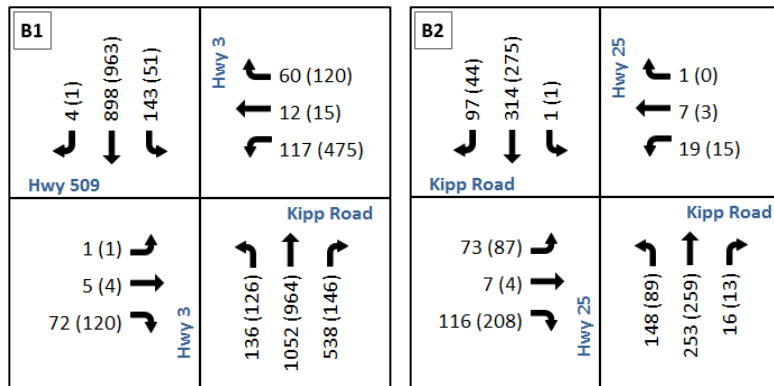 B1
4 (1)
898 (963)
143 (51)
Hwy 3
60 (120)
12 (15)
117 (475)
Hwy 509
Kipp Road
1 (1)
5 (4)
72 (120)
Hwy 3
136 (126)
1052 (964)
538 (146)
B2
97 (44)
314 (275)
1 (1)
Hwy 25
1 (0)
7 (3)
19 (15)
Kipp Road
Kipp Road
73 (87)
7 (4)
116 (208)
Hwy 25
148 (89)
253 (259)
16 (13)